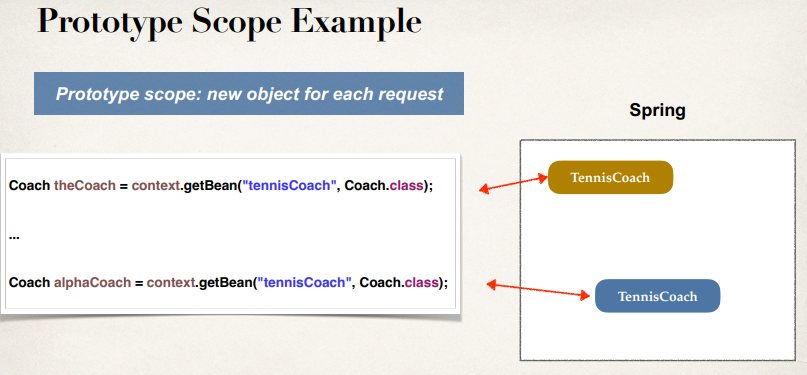 Prototype Scope Example
Prototype scope: new object for each request
Spring
Coach theCoach = context.getBean("tennisCoach", Coach.class);
TennisCoach
...
Coach alphaCoach = context.getBean("tennisCoach", Coach.class);
TennisCoach